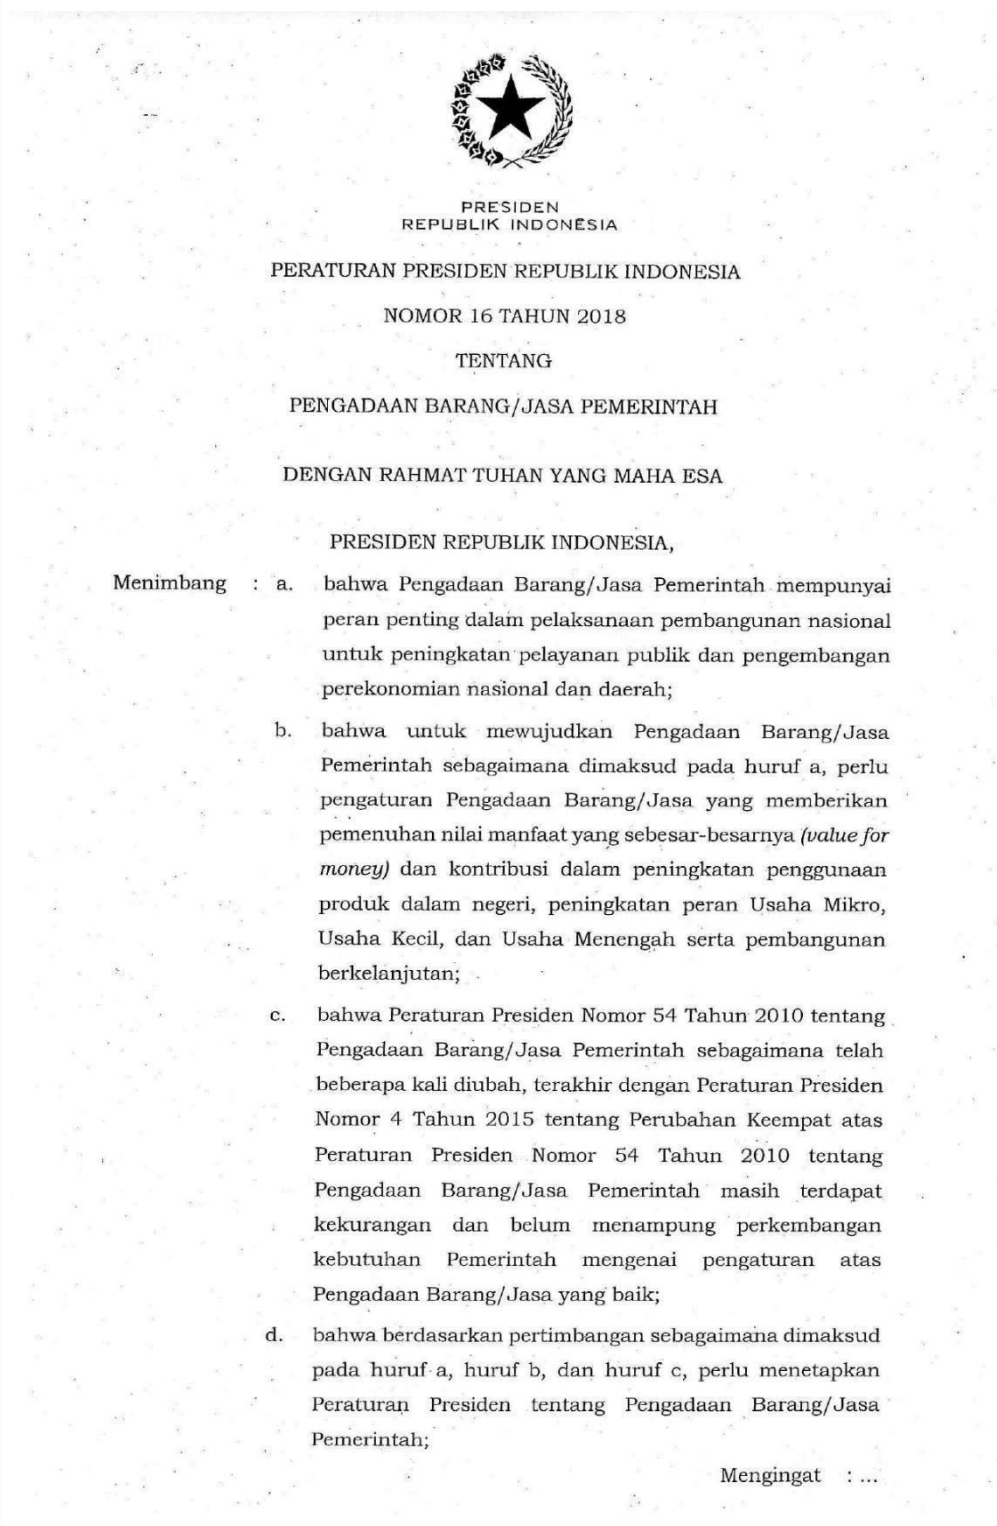 PRESIDEN
REPUBLIK INDONESIA
PERATURAN PRESIDEN REPUBLIK INDONESIA
NOMOR 16 TAHUN 2018
TENTANG
PENGADAAN BARANG/JASA PEMERINTAH
DENGAN RAHMAT TUHAN YANG MAHA ESA
PRESIDEN REPUBLIK INDONESIA,
Menimbang : a. bahwa Pengadaan Barang/Jasa Pemerintah mempunyai
peran penting dalam pelaksanaan pembangunan nasional
untuk peningkatan pelayanan publik dan pengembangan
perekonomian nasional dan daerah;
b. bahwa untuk mewujudkan Pengadaan Barang/Jasa
Pemerintah sebagaimana dimaksud pada huruf a, perlu
pengaturan Pengadaan Barang/Jasa yang memberikan
pemenuhan nilai manfaat yang sebesar-besarnya (value for
money) dan kontribusi dalam peningkatan penggunaan
produk dalam negeri, peningkatan peran Usaha Mikro,
Usaha Kecil, dan Usaha Menengah serta pembangunan
berkelanjutan;
c. bahwa Peraturan Presiden Nomor 54 Tahun 2010 tentang
Pengadaan Barang/Jasa Pemerintah sebagaimana telah
beberapa kali diubah, terakhir dengan Peraturan Presiden
Nomor 4 Tahun 2015 tentang Perubahan Keempat atas
Peraturan Presiden Nomor 54 Tahun 2010 tentang
Pengadaan Barang/Jasa Pemerintah masih terdapat
kekurangan dan belum menampung perkembangan
kebutuhan Pemerintah mengenai pengaturan atas
Pengadaan Barang/Jasa yang baik;
d. bahwa berdasarkan pertimbangan sebagaimana dimaksud
pada huruf a, huruf b, dan huruf c, perlu menetapkan
Peraturan Presiden tentang Pengadaan Barang/Jasa
Pemerintah;
Mengingat : ...